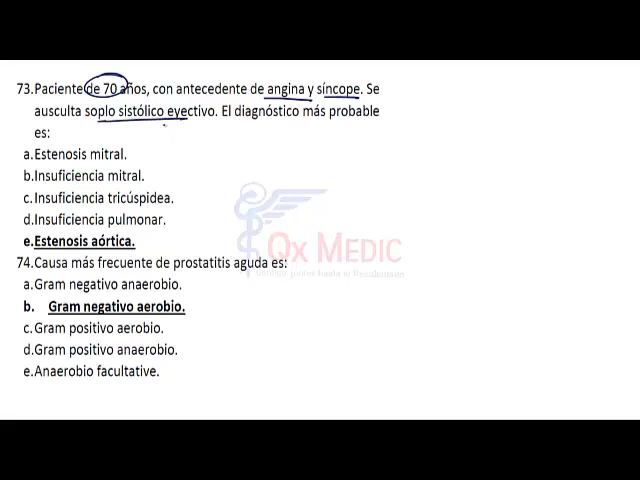 73.Paciente de 70 años, con antecedente de angina y síncope. Se
ausculta soplo sistólico eyectivo. El diagnóstico más probable
es:
a.Estenosis mitral.
b.Insuficiencia mitral.
c.Insuficiencia tricúspidea.
d.Insuficiencia pulmonar.
e.Estenosis aórtica.
Qx Medic
74.Causa más frecuente de prostatitis aguda es:
a.Gram negativo anaerobio.
b. Gram negativo aerobio.
c.Gram positivo aerobio.
d.Gram positivo anaerobio.
e.Anaerobio facultative.